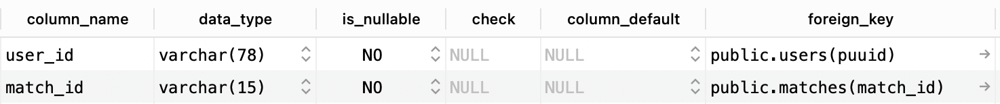 column_name data_type is_nullable check column_default foreign_key
user_id varchar(78) NO NULL NULL public.users(puuid)
match_id varchar(15) NO NULL NULL public.matches(match_id)